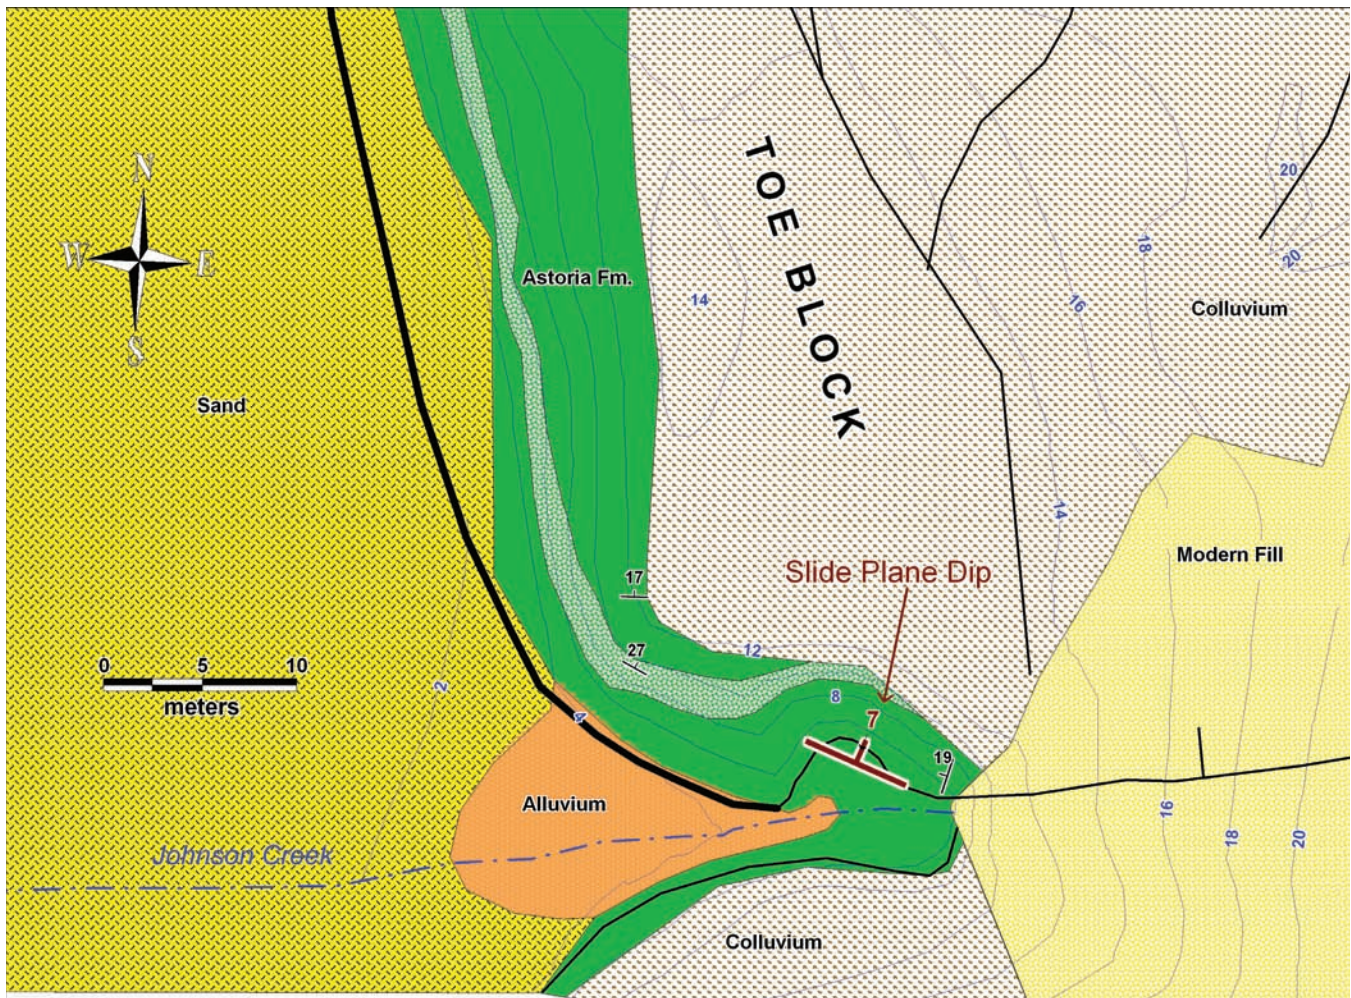 20
N
TOE BLOCK
W
E
18
20
Astoria Fm.
14
16
Colluvium
S
Sand
14
Modern Fill
Slide Plane Dip
17
27
12
0 5 10
meters
2
8
4
7
19
Alluvium
16
18
20
Johnson Creek
Colluvium